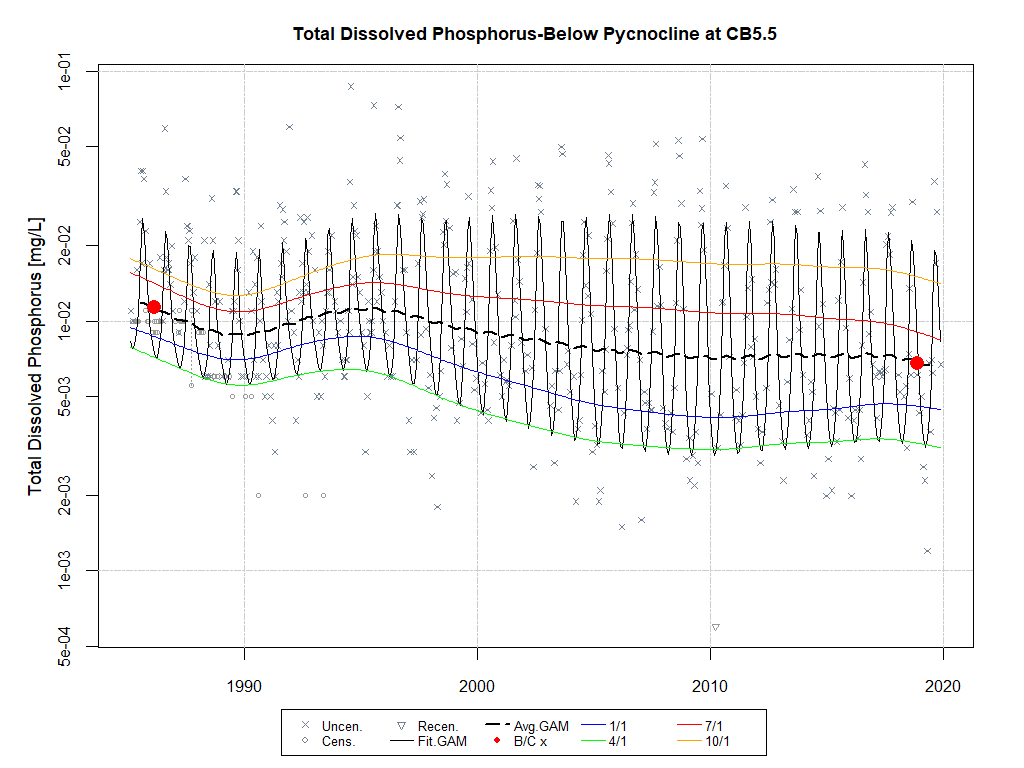 Total Dissolved Phosphorus-Below Pycnocline at CB5.5
Total Dissolved Phosphorus [mg/L]
1e-01
5e-02
2e-02
1e-02
5e-03
2e-03
1e-03
5e-04
1990 2000 2010 2020
Uncen. Recen. Avg.GAM 1/1 7/1
Cens. Fit.GAM B/C x 4/1 10/1